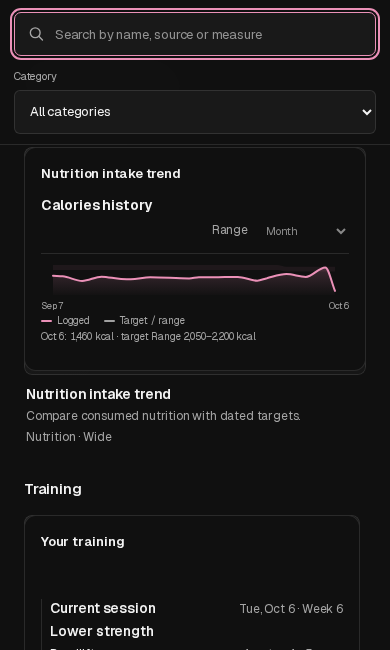 Search by name, source or measure
Category
All categories
Nutrition intake trend
Calories history
Range Month
Sep 7 Oct 6
Logged Target / range
Oct 6: 1,460 kcal · target Range 2,050–2,200 kcal
Nutrition intake trend
Compare consumed nutrition with dated targets.
Nutrition · Wide
Training
Your training
Current session Tue, Oct 6 · Week 6
Lower strength